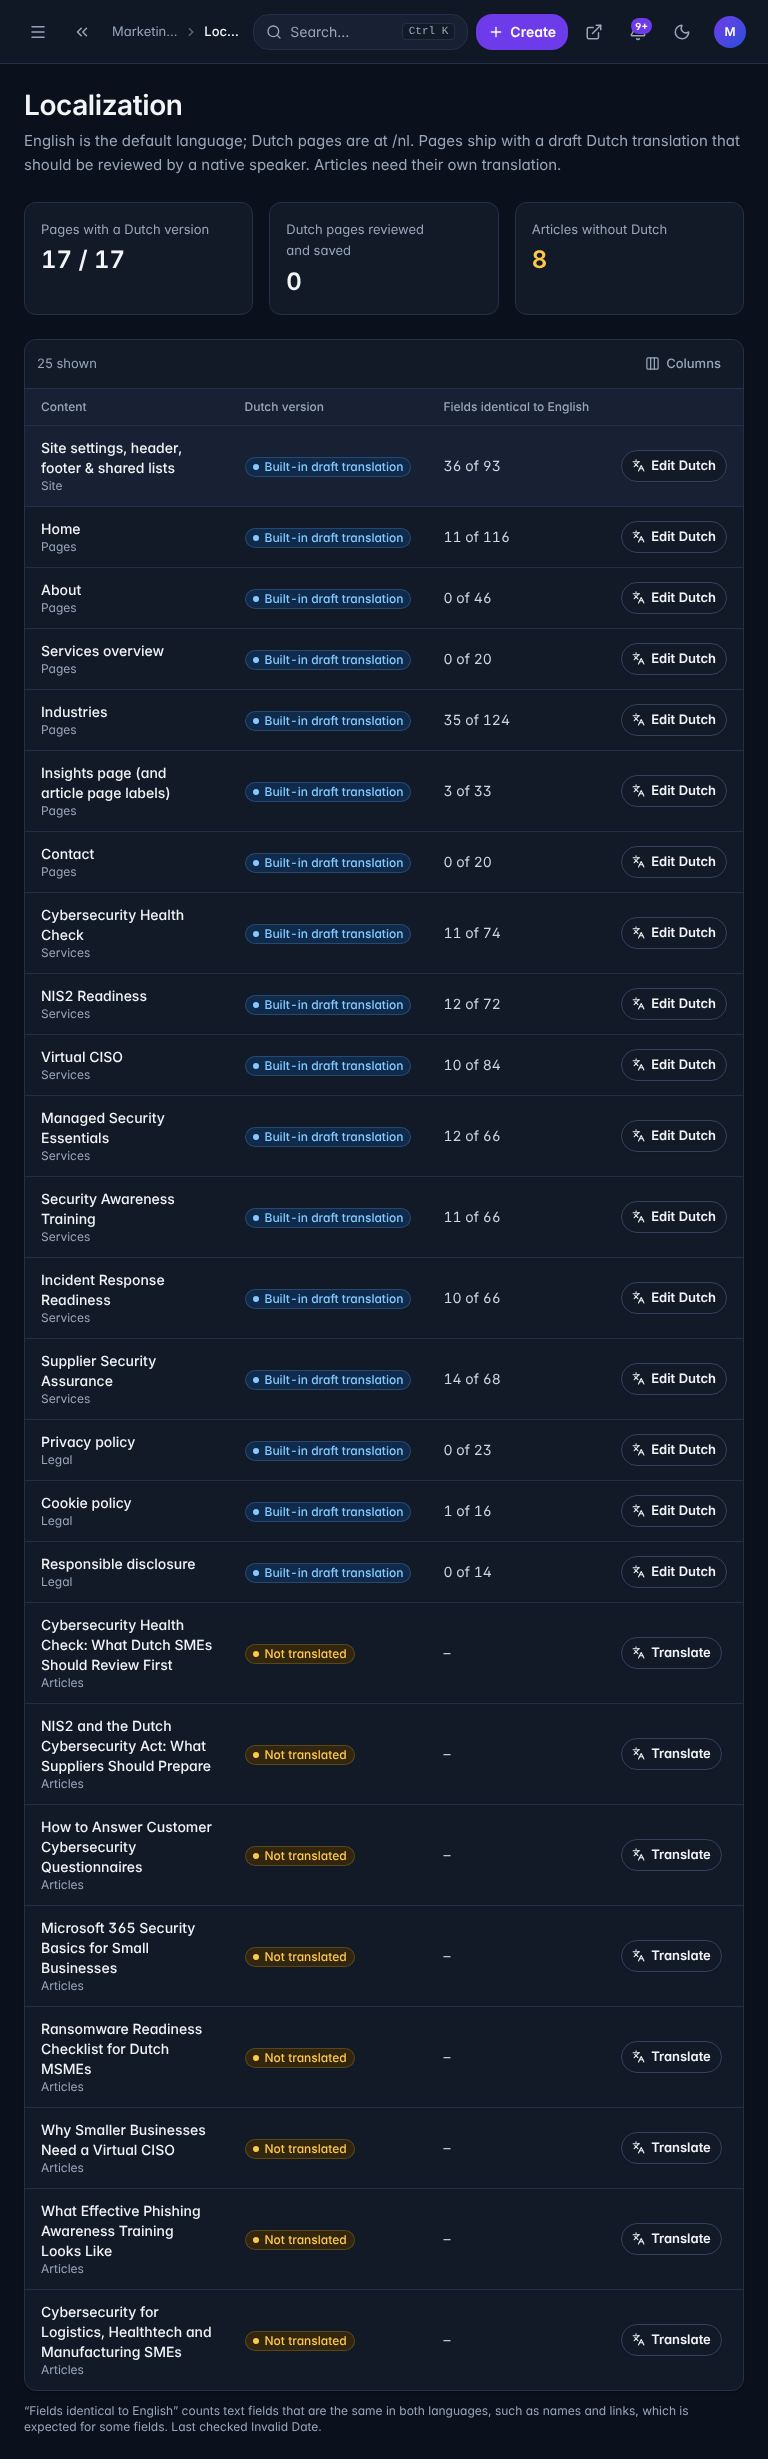 Marketin... > Loc...
Search...
Ctrl K
+ Create
9+
M
Localization
English is the default language; Dutch pages are at /nl. Pages ship with a draft Dutch translation that
should be reviewed by a native speaker. Articles need their own translation.
Pages with a Dutch version
17 / 17
Dutch pages reviewed
and saved
0
Articles without Dutch
8
25 shown
Columns
Content Dutch version Fields identical to English
Site settings, header,
footer & shared lists
Site
Built-in draft translation 36 of 93 Edit Dutch
Home
Pages
Built-in draft translation 11 of 116 Edit Dutch
About
Pages
Built-in draft translation 0 of 46 Edit Dutch
Services overview
Pages
Built-in draft translation 0 of 20 Edit Dutch
Industries
Pages
Built-in draft translation 35 of 124 Edit Dutch
Insights page (and
article page labels)
Pages
Built-in draft translation 3 of 33 Edit Dutch
Contact
Pages
Built-in draft translation 0 of 20 Edit Dutch
Cybersecurity Health
Check
Services
Built-in draft translation 11 of 74 Edit Dutch
NIS2 Readiness
Services
Built-in draft translation 12 of 72 Edit Dutch
Virtual CISO
Services
Built-in draft translation 10 of 84 Edit Dutch
Managed Security
Essentials
Services
Built-in draft translation 12 of 66 Edit Dutch
Security Awareness
Training
Services
Built-in draft translation 11 of 66 Edit Dutch
Incident Response
Readiness
Services
Built-in draft translation 10 of 66 Edit Dutch
Supplier Security
Assurance
Services
Built-in draft translation 14 of 68 Edit Dutch
Privacy policy
Legal
Built-in draft translation 0 of 23 Edit Dutch
Cookie policy
Legal
Built-in draft translation 1 of 16 Edit Dutch
Responsible disclosure
Legal
Built-in draft translation 0 of 14 Edit Dutch
Cybersecurity Health
Check: What Dutch SMEs
Should Review First
Articles
Not translated – Translate
NIS2 and the Dutch
Cybersecurity Act: What
Suppliers Should Prepare
Articles
Not translated – Translate
How to Answer Customer
Cybersecurity
Questionnaires
Articles
Not translated – Translate
Microsoft 365 Security
Basics for Small
Businesses
Articles
Not translated – Translate
Ransomware Readiness
Checklist for Dutch
MSMEs
Articles
Not translated – Translate
Why Smaller Businesses
Need a Virtual CISO
Articles
Not translated – Translate
What Effective Phishing
Awareness Training
Looks Like
Articles
Not translated – Translate
Cybersecurity for
Logistics, Healthtech and
Manufacturing SMEs
Articles
Not translated – Translate
“Fields identical to English” counts text fields that are the same in both languages, such as names and links, which is
expected for some fields. Last checked Invalid Date.